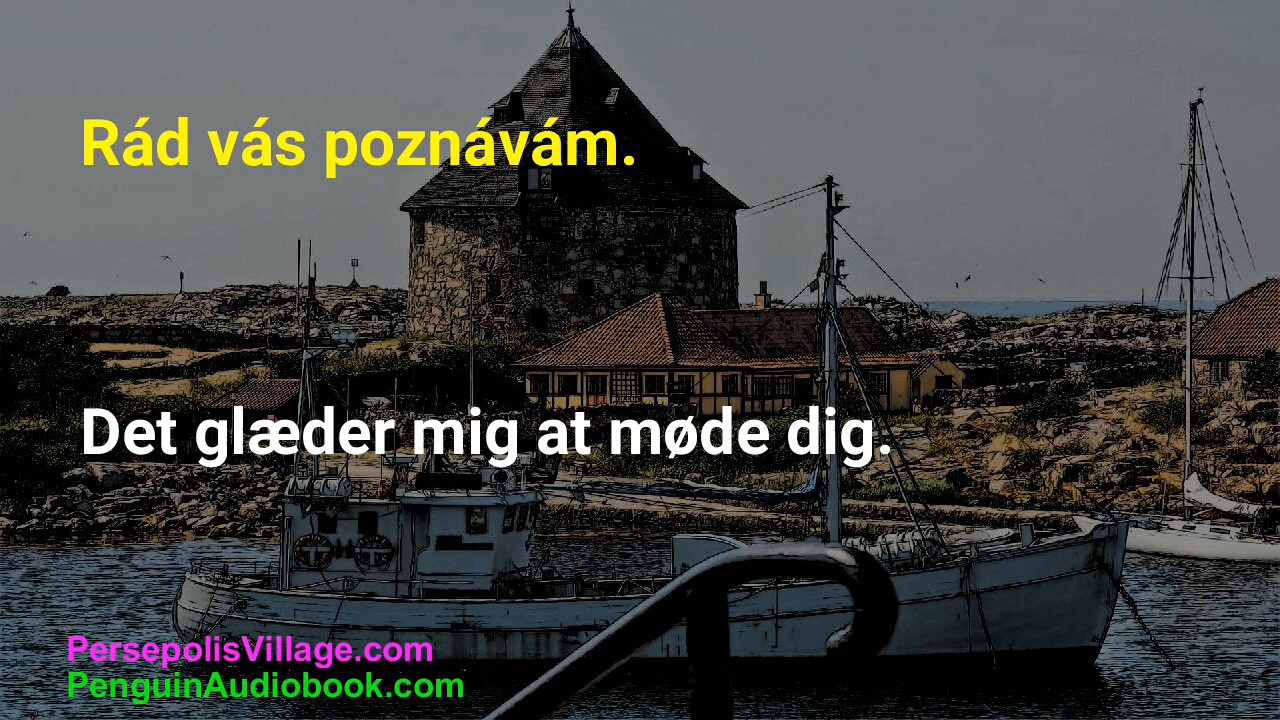 Rád vás poznávám.
Det glæder mig at møde dig.
PersepolisVillage.com
PenguinAudiobook.com